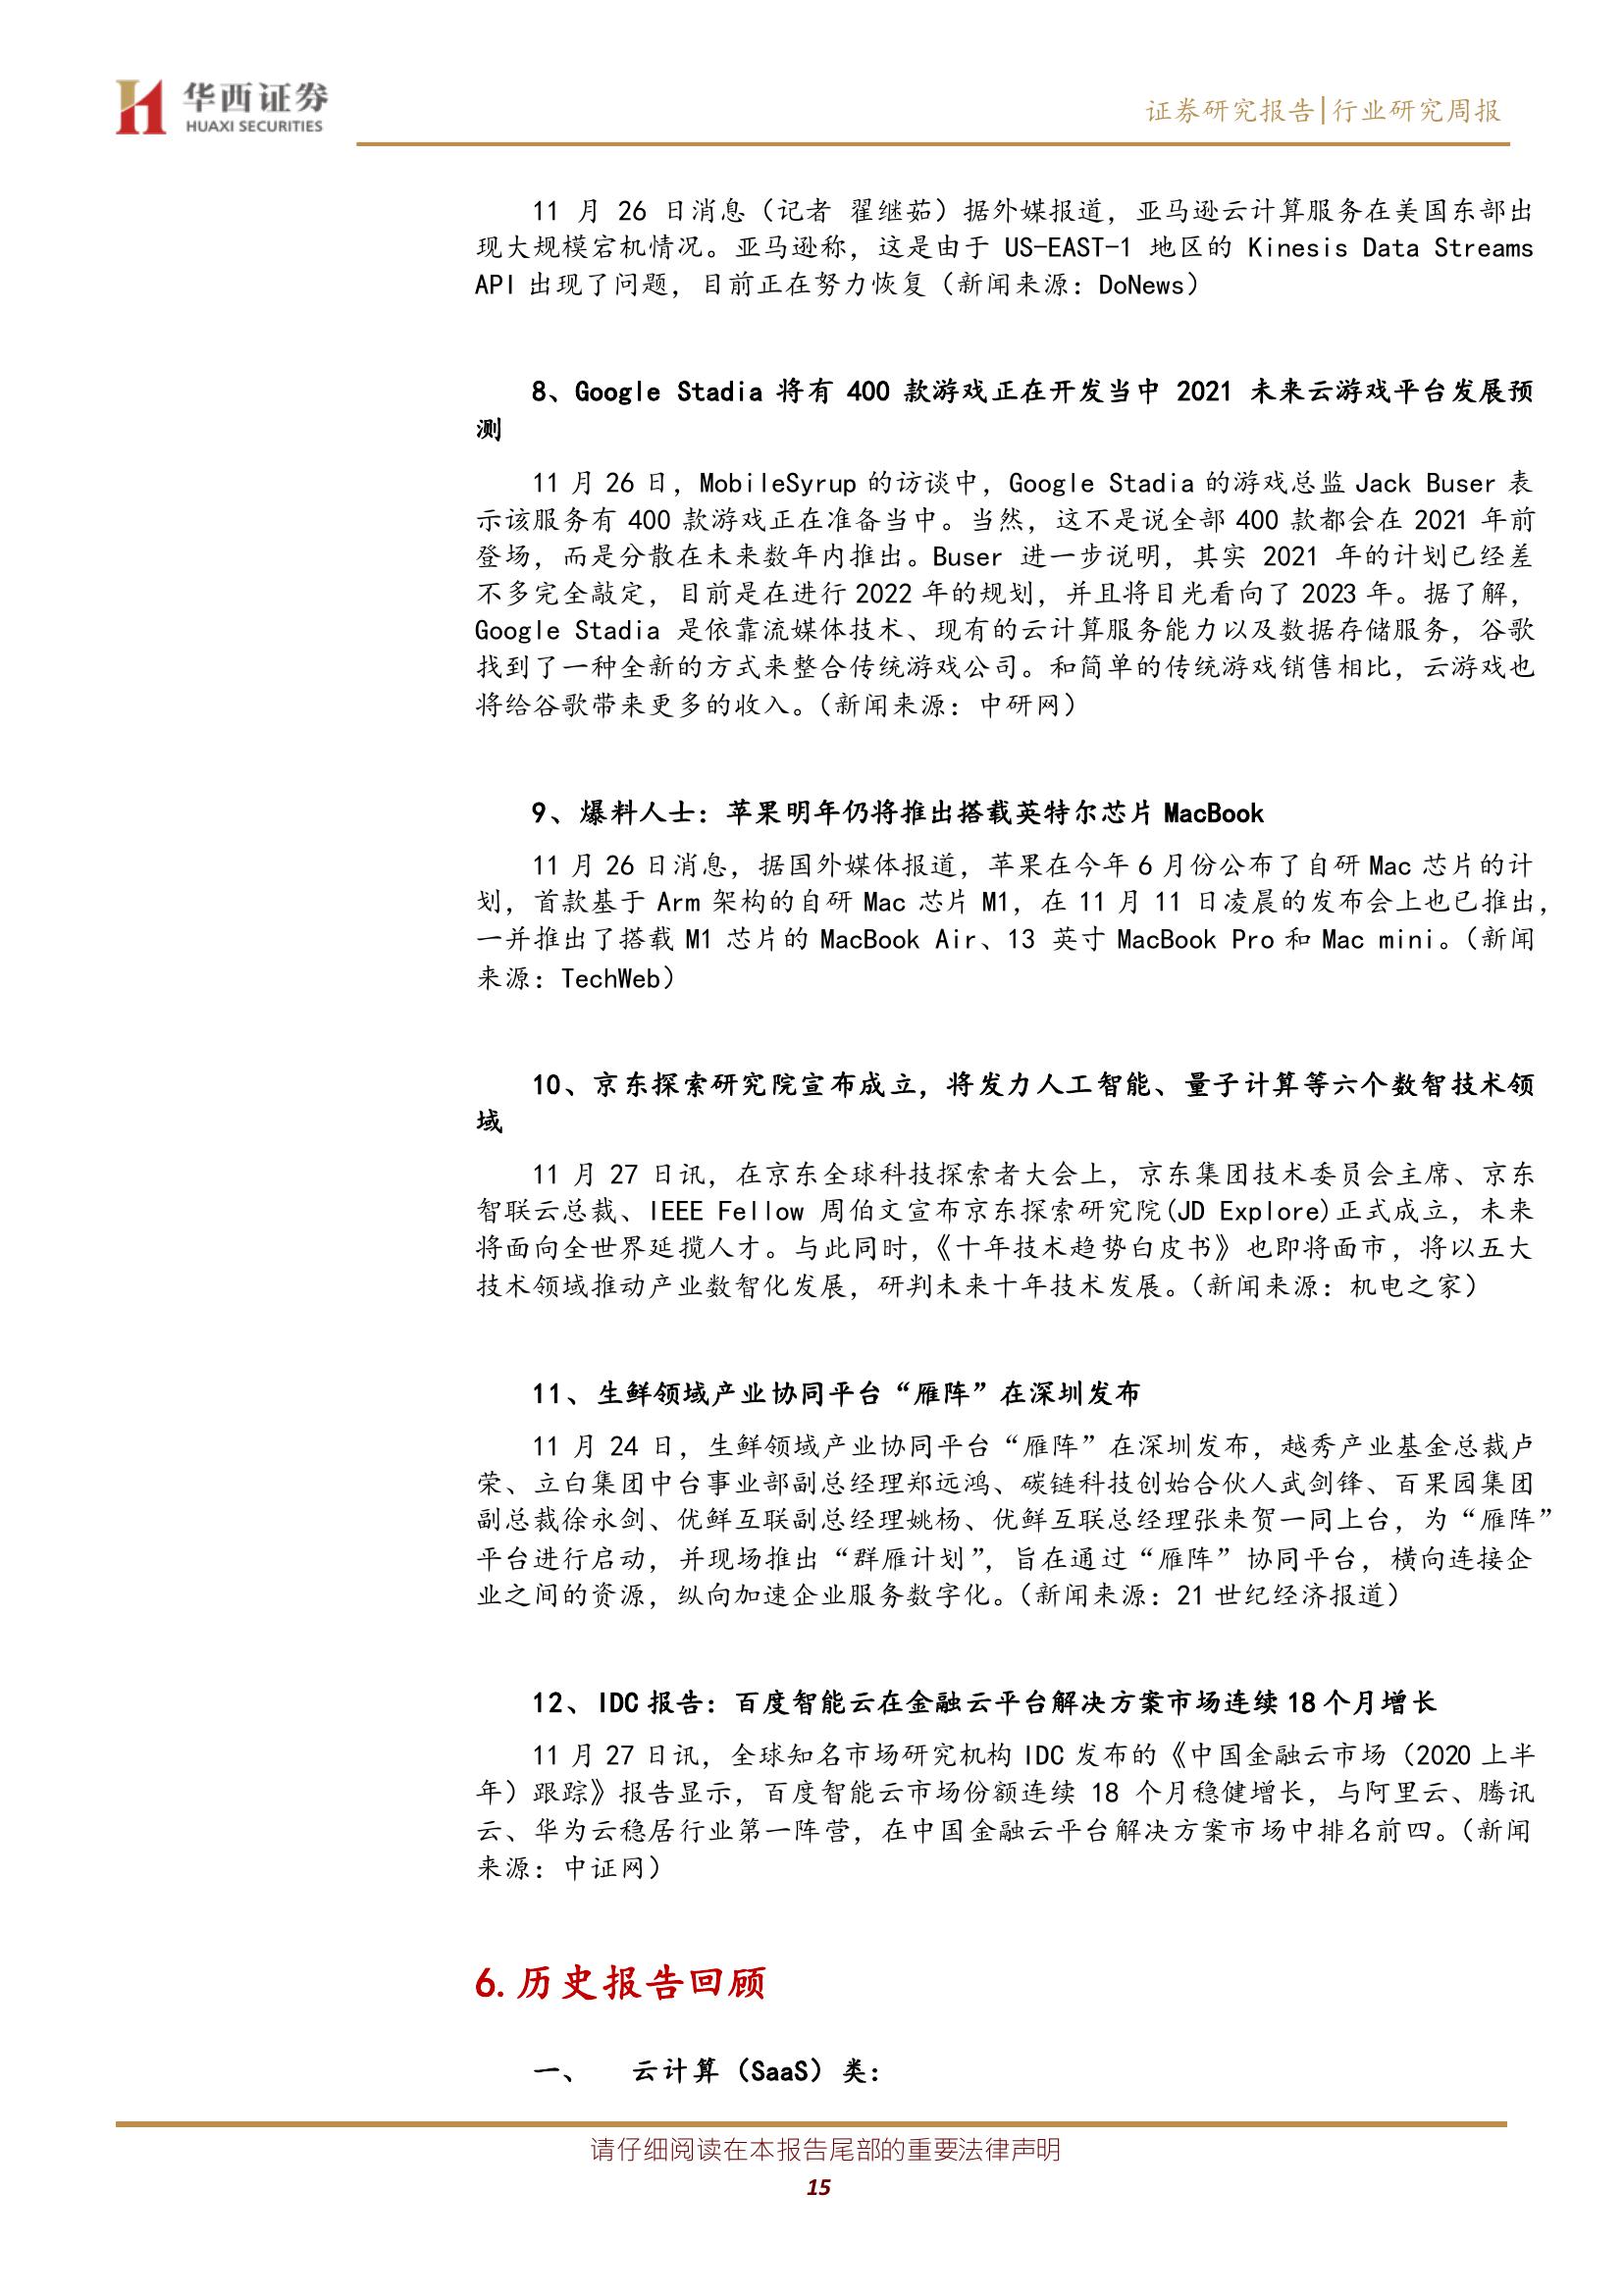 华西证券
HUAXI SECURITIES
证券研究报告|行业研究周报
11 月 26 日消息（记者 翟继茹）据外媒报道，亚马逊云计算服务在美国东部出
现大规模宕机情况。亚马逊称，这是由于 US-EAST-1 地区的 Kinesis Data Streams
API 出现了问题，目前正在努力恢复（新闻来源：DoNews）
8、Google Stadia 将有 400 款游戏正在开发当中 2021 未来云游戏平台发展预
测
11 月 26 日，MobileSyrup 的访谈中，Google Stadia 的游戏总监 Jack Buser 表
示该服务有 400 款游戏正在准备当中。当然，这不是说全部 400 款都会在 2021 年前
登场，而是分散在未来数年内推出。Buser 进一步说明，其实 2021 年的计划已经差
不多完全敲定，目前是在进行 2022 年的规划，并且将目光看向了 2023 年。据了解，
Google Stadia 是依靠流媒体技术、现有的云计算服务能力以及数据存储服务，谷歌
找到了一种全新的方式来整合传统游戏公司。和简单的传统游戏销售相比，云游戏也
将给谷歌带来更多的收入。（新闻来源：中研网）
9、爆料人士：苹果明年仍将推出搭载英特尔芯片 MacBook
11 月 26 日消息，据国外媒体报道，苹果在今年 6 月份公布了自研 Mac 芯片的计
划，首款基于 Arm 架构的自研 Mac 芯片 M1，在 11 月 11 日凌晨的发布会上也已推出，
一并推出了搭载 M1 芯片的 MacBook Air、13 英寸 MacBook Pro 和 Mac mini。（新闻
来源：TechWeb）
10、京东探索研究院宣布成立，将发力人工智能、量子计算等六个数智技术领
域
11 月 27 日讯，在京东全球科技探索者大会上，京东集团技术委员会主席、京东
智联云总裁、IEEE Fellow 周伯文宣布京东探索研究院(JD Explore)正式成立，未来
将面向全世界延揽人才。与此同时，《十年技术趋势白皮书》也即将面市，将以五大
技术领域推动产业数智化发展，研判未来十年技术发展。（新闻来源：机电之家）
11、生鲜领域产业协同平台“雁阵”在深圳发布
11 月 24 日，生鲜领域产业协同平台“雁阵”在深圳发布，越秀产业基金总裁卢
荣、立白集团中台事业部副总经理郑远鸿、碳链科技创始合伙人武剑锋、百果园集团
副总裁徐永剑、优鲜互联副总经理姚杨、优鲜互联总经理张来贺一同上台，为“雁阵”
平台进行启动，并现场推出“群雁计划”，旨在通过“雁阵”协同平台，横向连接企
业之间的资源，纵向加速企业服务数字化。（新闻来源：21 世纪经济报道）
12、IDC 报告：百度智能云在金融云平台解决方案市场连续 18 个月增长
11 月 27 日讯，全球知名市场研究机构 IDC 发布的《中国金融云市场（2020 上半
年）跟踪》报告显示，百度智能云市场份额连续 18 个月稳健增长，与阿里云、腾讯
云、华为云稳居行业第一阵营，在中国金融云平台解决方案市场中排名前四。（新闻
来源：中证网）
6.历史报告回顾
一、 云计算（SaaS）类：
请仔细阅读在本报告尾部的重要法律声明
15